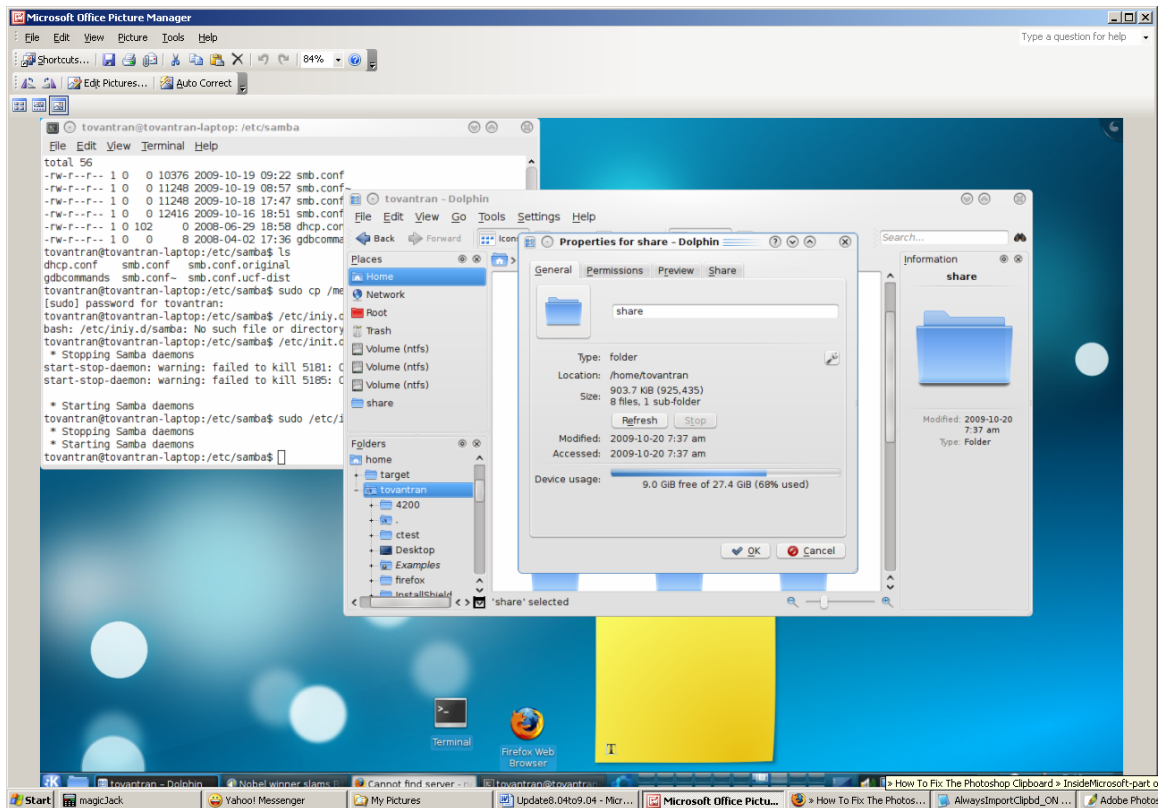 Microsoft Office Picture Manager
File Edit View Picture Tools Help
Type a question for help
Shortcuts... 84%
Edit Pictures... Auto Correct
tovantran@tovantran-laptop: /etc/samba
File Edit View Terminal Help
total 56
-rw-r--r-- 1 0 0 10376 2009-10-19 09:22 smb.conf
-rw-r--r-- 1 0 0 11248 2009-10-19 08:57 smb.conf~
-rw-r--r-- 1 0 0 11248 2009-10-18 17:47 smb.conf
-rw-r--r-- 1 0 0 12416 2009-10-16 18:51 smb.conf
-rw-r--r-- 1 0 102 0 2008-06-29 18:58 dhcp.con
-rw-r--r-- 1 0 0 8 2008-04-02 17:36 gdbcomma
tovantran@tovantran-laptop:/etc/samba$ ls
dhcp.conf smb.conf smb.conf.original
gdbcommands smb.conf~ smb.conf.ucf-dist
tovantran@tovantran-laptop:/etc/samba$ sudo cp /me
[sudo] password for tovantran:
tovantran@tovantran-laptop:/etc/samba$ /etc/iniy.d
bash: /etc/iniy.d/samba: No such file or directory
tovantran@tovantran-laptop:/etc/samba$ /etc/init.d
* Stopping Samba daemons
start-stop-daemon: warning: failed to kill 5181: O
start-stop-daemon: warning: failed to kill 5185: O
* Starting Samba daemons
tovantran@tovantran-laptop:/etc/samba$ sudo /etc/i
* Stopping Samba daemons
* Starting Samba daemons
tovantran@tovantran-laptop:/etc/samba$
tovantran - Dolphin
File Edit View Go Tools Settings Help
Back Forward Icon
Search...
Places
Home
Network
Root
Trash
Volume (ntfs)
Volume (ntfs)
Volume (ntfs)
share
Folders
home
target
tovantran
4200
.
ctest
Desktop
Examples
firefox
InstallShield
'share' selected
Properties for share - Dolphin
General Permissions Preview Share
share
Type: folder
Location: /home/tovantran
Size: 903.7 KiB (925,435)
8 files, 1 sub-folder
Refresh Stop
Modified: 2009-10-20 7:37 am
Accessed: 2009-10-20 7:37 am
Device usage: 9.0 GiB free of 27.4 GiB (68% used)
OK Cancel
Information
share
Modified: 2009-10-20
7:37 am
Type: Folder
Terminal
Firefox Web
Browser
T
tovantran - Dolphin Nobel winner slams Cannot find server - tovantran@tovantran
» How To Fix The Photoshop Clipboard » InsideMicrosoft-part o
Start magicJack Yahoo! Messenger My Pictures Update8.04to9.04 - Micr... Microsoft Office Pictu... » How To Fix The Photos... AlwaysImportClipbd_ON ... Adobe Photo